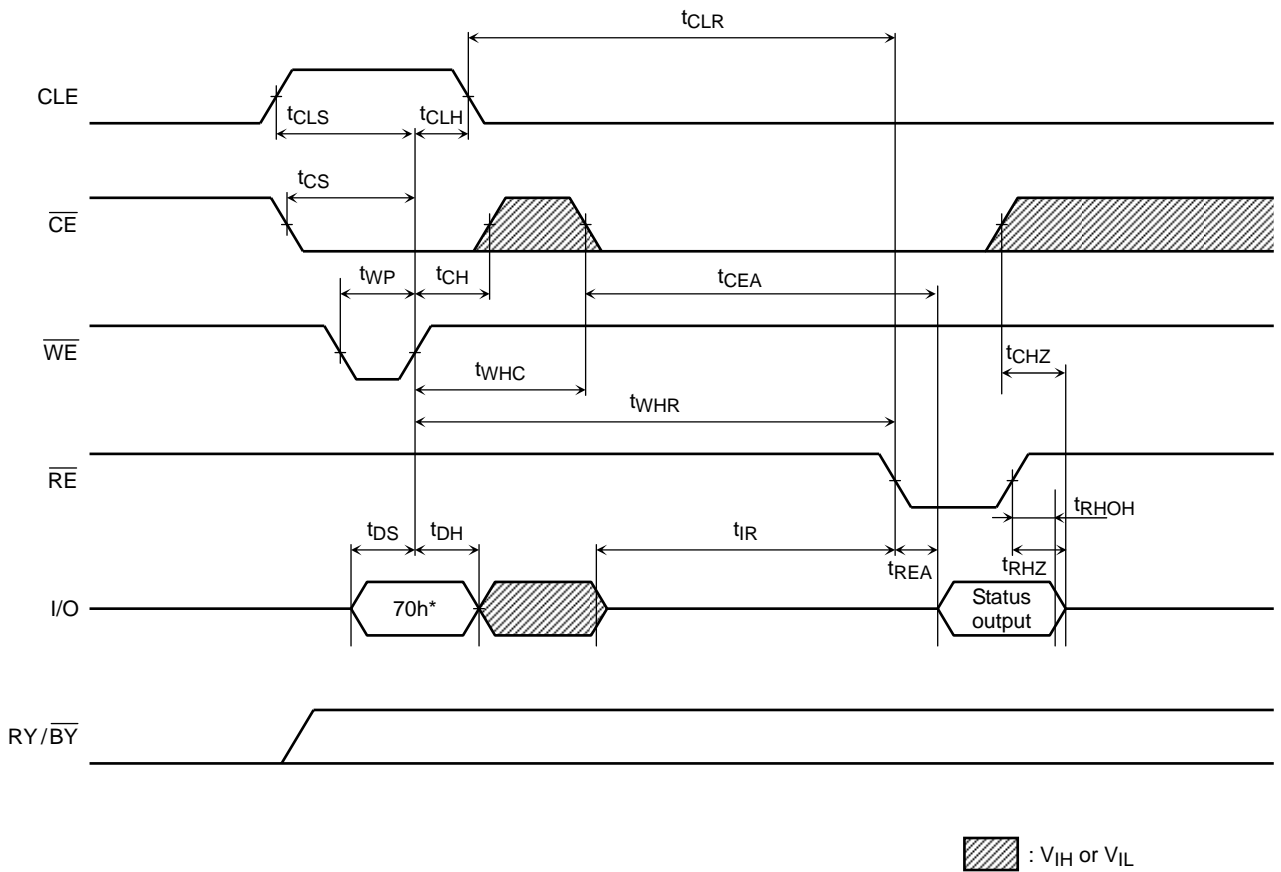 tCLR
CLE
tCLS
tCLH
tCS
CE
tWP
tCH
tCEA
WE
tCHZ
tWHC
tWHR
RE
tRHOH
tDS
tDH
tIR
tREA
tRHZ
I/O
70h*
Status
output
RY/BY
: VIH or VIL